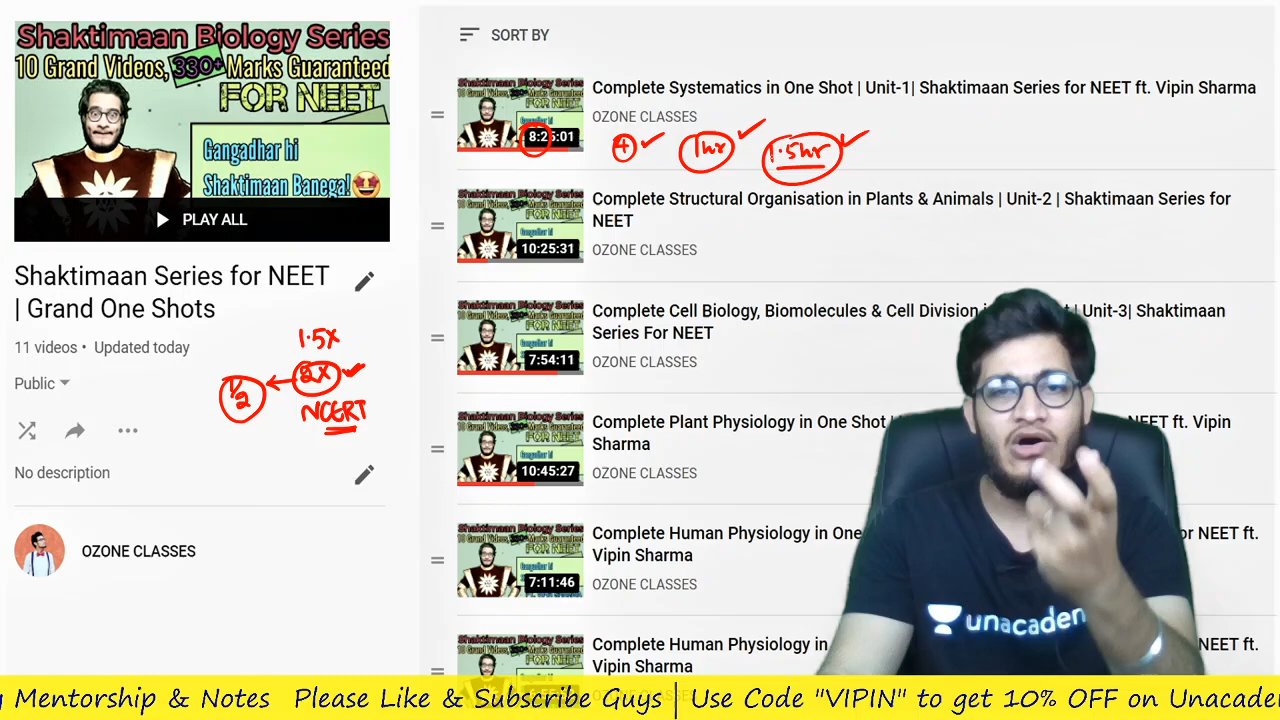 Shaktimaan Biology Series
10 Grand Videos, 330+ Marks Guaranteed
FOR NEET
Gangadhar hi
Shaktimaan Banega!
PLAY ALL
Shaktimaan Series for NEET
| Grand One Shots
11 videos • Updated today
Public
No description
OZONE CLASSES
1.5x
2x
1/2
NCERT
SORT BY
Complete Systematics in One Shot | Unit-1| Shaktimaan Series for NEET ft. Vipin Sharma
OZONE CLASSES
8:25:01
4
1hr
1.5hr
Complete Structural Organisation in Plants & Animals | Unit-2 | Shaktimaan Series for
NEET
OZONE CLASSES
10:25:31
Complete Cell Biology, Biomolecules & Cell Division
| Unit-3| Shaktimaan
Series For NEET
OZONE CLASSES
7:54:11
Complete Plant Physiology in One Shot
NEET ft. Vipin
Sharma
OZONE CLASSES
10:45:27
Complete Human Physiology in One
or NEET ft.
Vipin Sharma
OZONE CLASSES
7:11:46
Complete Human Physiology in
NEET ft.
Vipin Sharma
unacadem
Mentorship & Notes Please Like & Subscribe Guys | Use Code "VIPIN" to get 10% OFF on Unacade